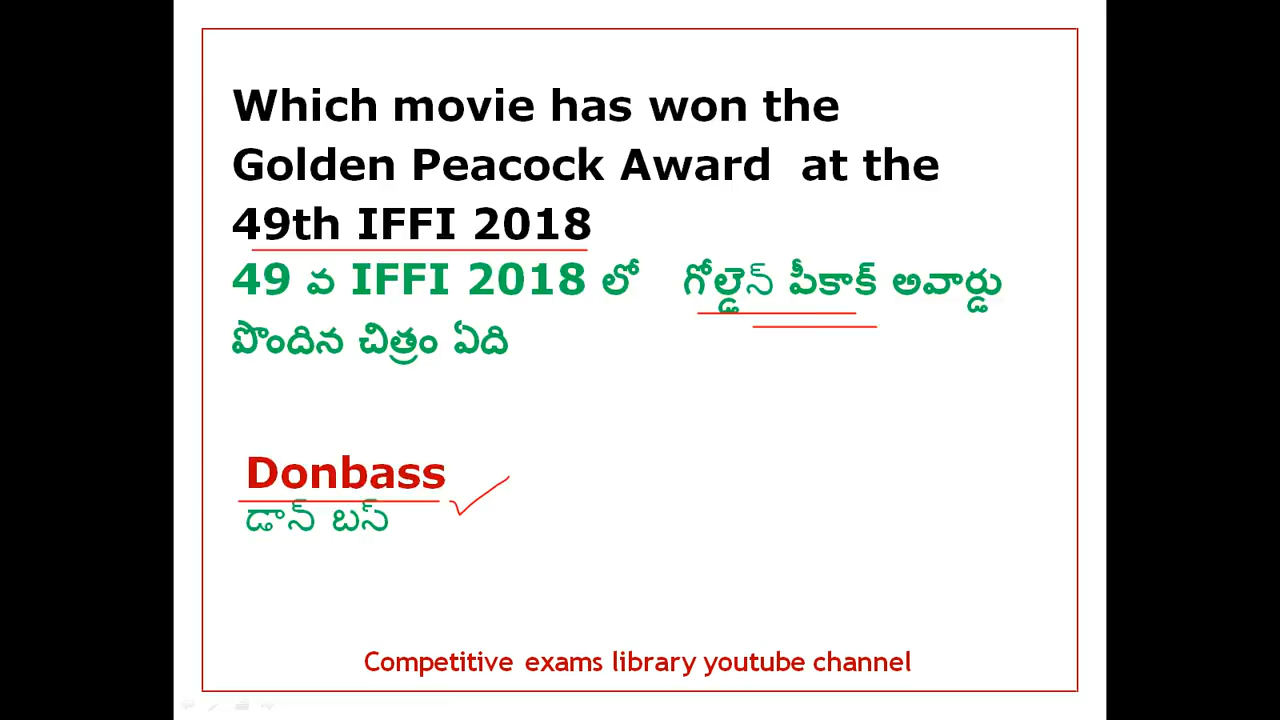 Which movie has won the
Golden Peacock Award at the
49th IFFI 2018
49 వ IFFI 2018 లో గోల్డెన్ పీకాక్ అవార్డు
పొందిన చిత్రం ఏది
Donbass
డాన్ బస్
Competitive exams library youtube channel